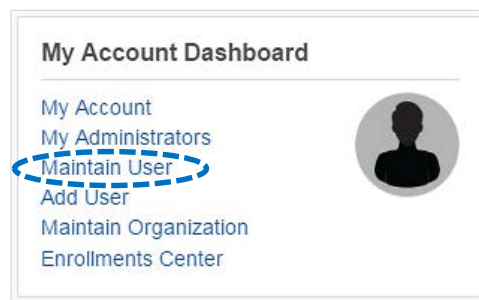 My Account Dashboard
My Account
My Administrators
Maintain User
Add User
Maintain Organization
Enrollments Center